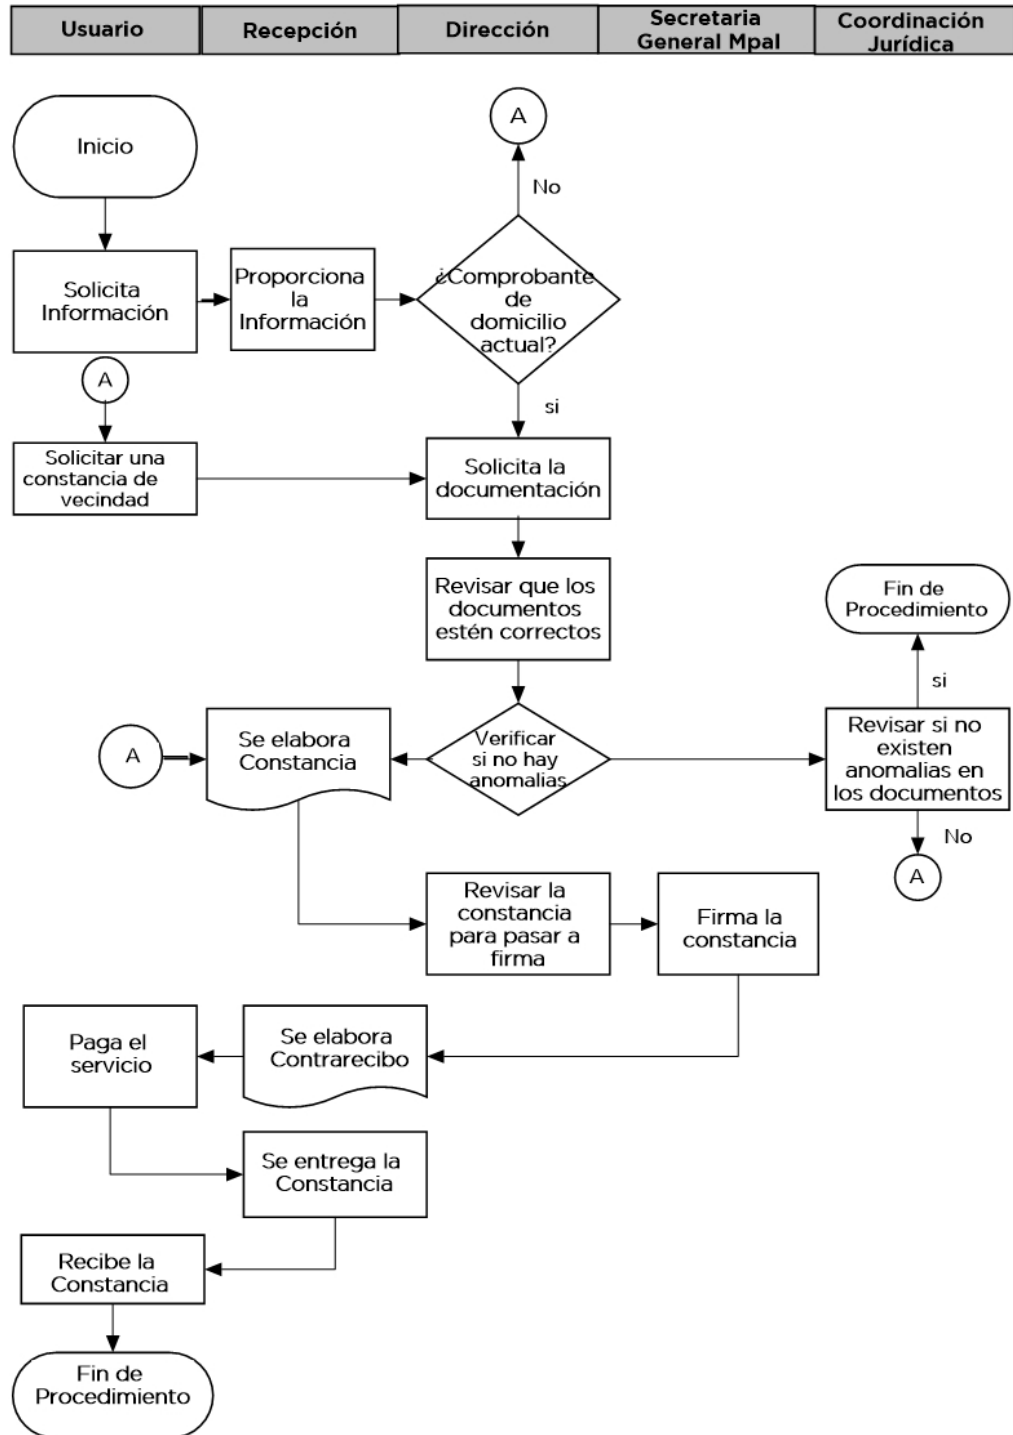 Usuario
Recepción
Dirección
Secretaria
General Mpal
Coordinación
Jurídica
Inicio
A
No
Solicita
Información
Proporciona
la
Información
¿Comprobante
de
domicilio
actual?
A
si
Solicitar una
constancia de
vecindad
Solicita la
documentación
Revisar que los
documentos
estén correctos
Fin de
Procedimiento
si
A
Se elabora
Constancia
Verificar
si no hay
anomalias
Revisar si no
existen
anomalias en
los documentos
No
A
Revisar la
constancia
para pasar a
firma
Firma la
constancia
Paga el
servicio
Se elabora
Contrarecibo
Se entrega la
Constancia
Recibe la
Constancia
Fin de
Procedimiento